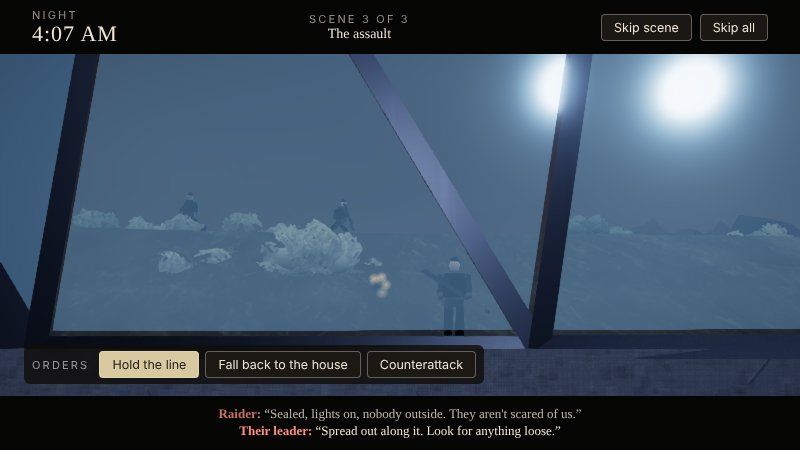 NIGHT
4:07 AM
SCENE 3 OF 3
The assault
Skip scene
Skip all
ORDERS
Hold the line
Fall back to the house
Counterattack
Raider: “Sealed, lights on, nobody outside. They aren't scared of us.”
Their leader: “Spread out along it. Look for anything loose.”